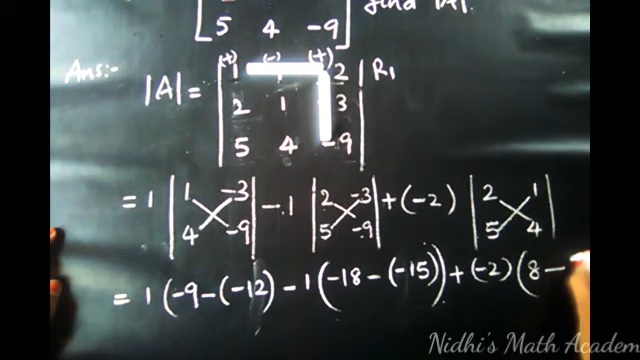 find |A|.
5 4 -9
Ans:-
(+) (-) (+)
|A| = | 1 1 2 | R1
2 1 3
5 4 -9
= 1 | 1 -3 | - 1 | 2 -3 | + (-2) | 2 1 |
4 -9 5 -9 5 4
= 1 (-9 - (-12) - 1 (-18 - (-15)) + (-2) (8 -
Nidhi's Math Academ